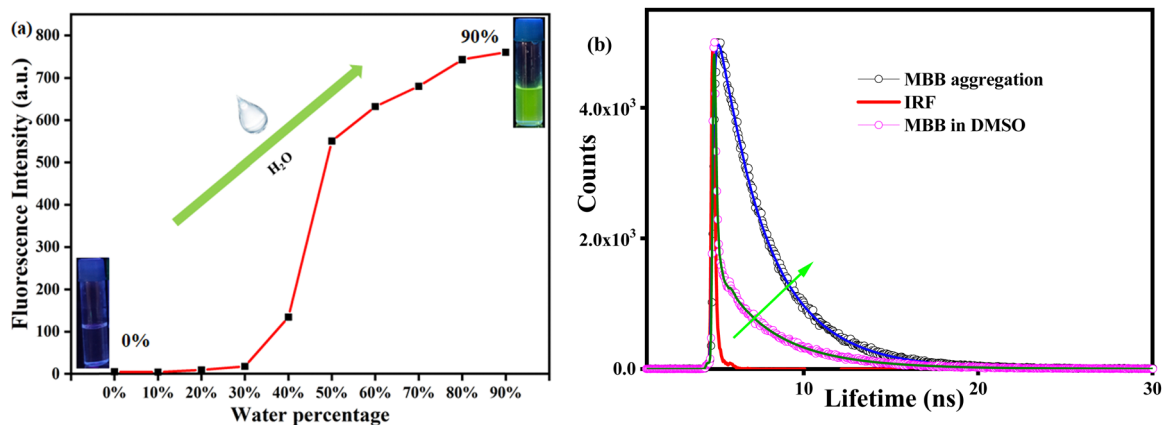 (a)
800
700
600
500
400
300
200
100
0
Fluorescence Intensity (a.u.)
90%
H₂O
0%
0% 10% 20% 30% 40% 50% 60% 70% 80% 90%
Water percentage
(b)
MBB aggregation
IRF
MBB in DMSO
4.0x10³
2.0x10³
0.0
Counts
10 20 30
Lifetime (ns)